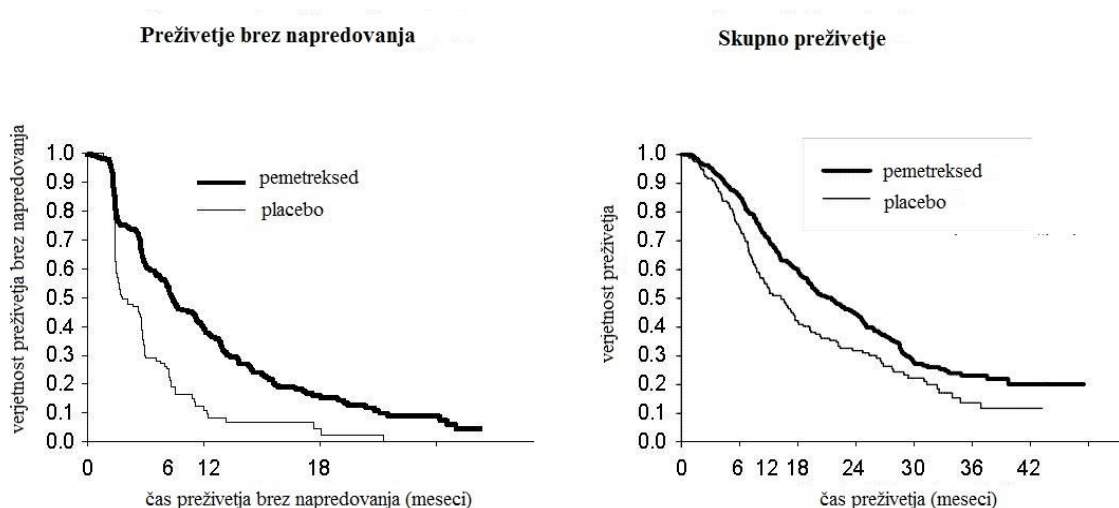 Preživetje brez napredovanja
verjetnost preživetja brez napredovanja
1.0
0.9
0.8
0.7
0.6
0.5
0.4
0.3
0.2
0.1
0.0
pemetreksed
placebo
0 6 12 18
čas preživetja brez napredovanja (meseci)
Skupno preživetje
verjetnost preživetja
1.0
0.9
0.8
0.7
0.6
0.5
0.4
0.3
0.2
0.1
0.0
pemetreksed
placebo
0 6 12 18 24 30 36 42
čas preživetja (meseci)